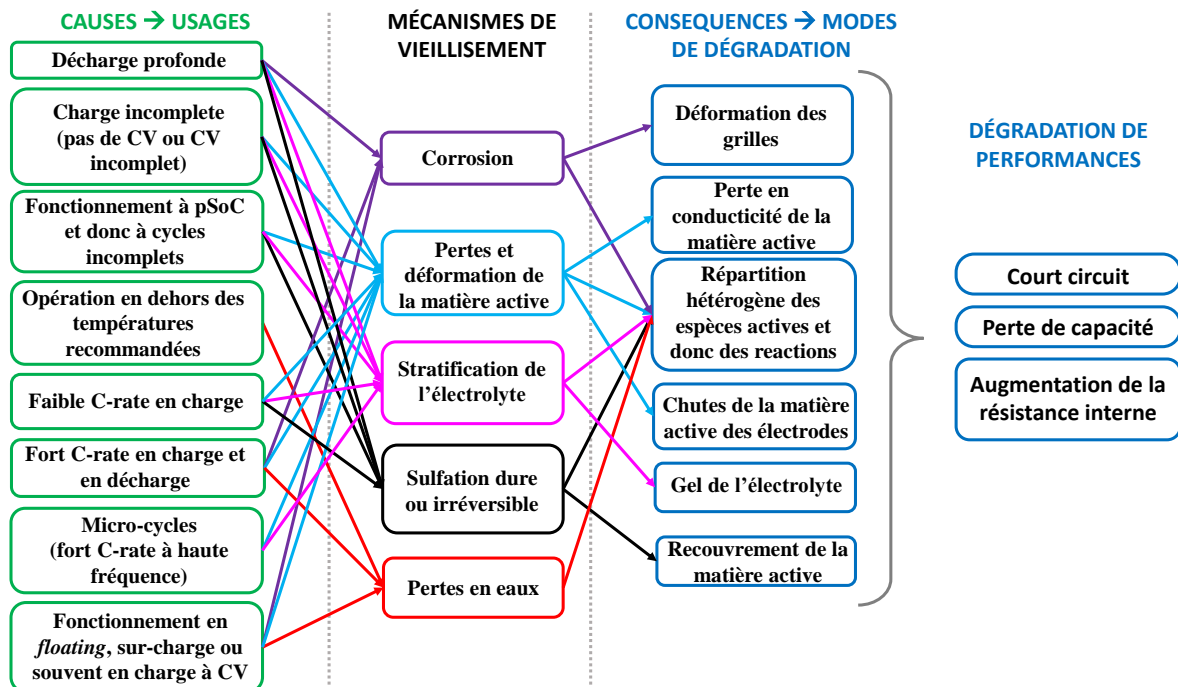 CAUSES → USAGES
Décharge profonde
Charge incomplete
(pas de CV ou CV
incomplet)
Fonctionnement à pSoC
et donc à cycles
incomplets
Opération en dehors des
températures
recommandées
Faible C-rate en charge
Fort C-rate en charge et
en décharge
Micro-cycles
(fort C-rate à haute
fréquence)
Fonctionnement en
floating, sur-charge ou
souvent en charge à CV
MÉCANISMES DE
VIEILLISEMENT
Corrosion
Pertes et
déformation de
la matière active
Stratification de
l’électrolyte
Sulfation dure
ou irréversible
Pertes en eaux
CONSEQUENCES → MODES
DE DÉGRADATION
Déformation des
grilles
Perte en
conducticité de la
matière active
Répartition
hétérogène des
espèces actives et
donc des reactions
Chutes de la matière
active des électrodes
Gel de l’électrolyte
Recouvrement de la
matière active
DÉGRADATION DE
PERFORMANCES
Court circuit
Perte de capacité
Augmentation de la
résistance interne